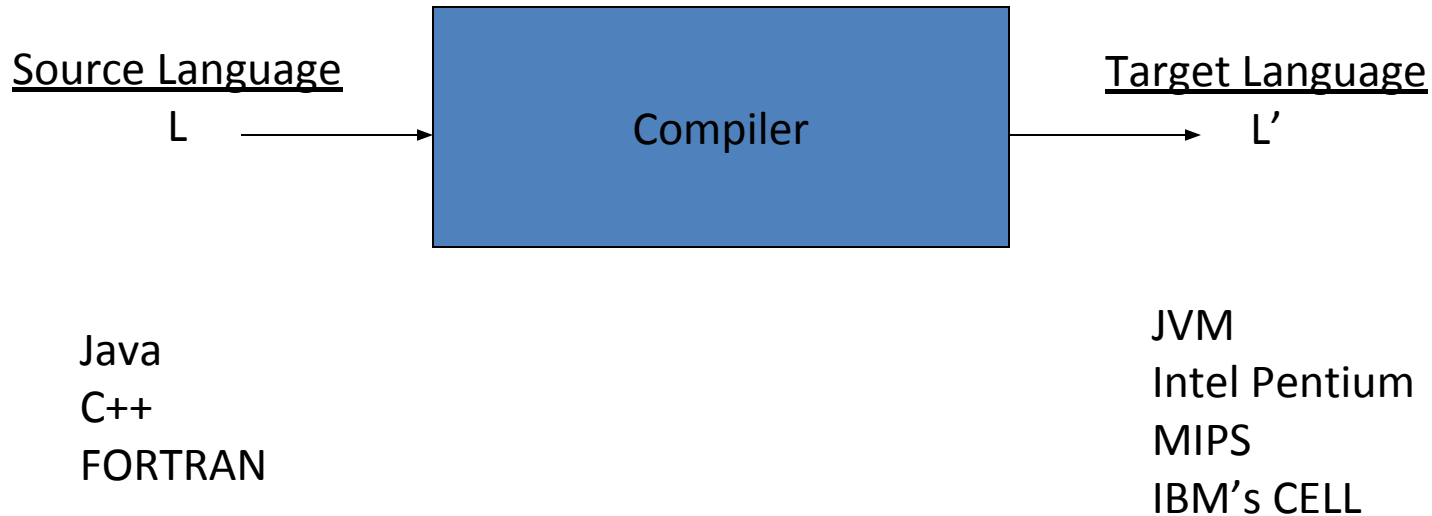 Source Language
L
Compiler
Target Language
L’
Java
C++
FORTRAN
JVM
Intel Pentium
MIPS
IBM’s CELL